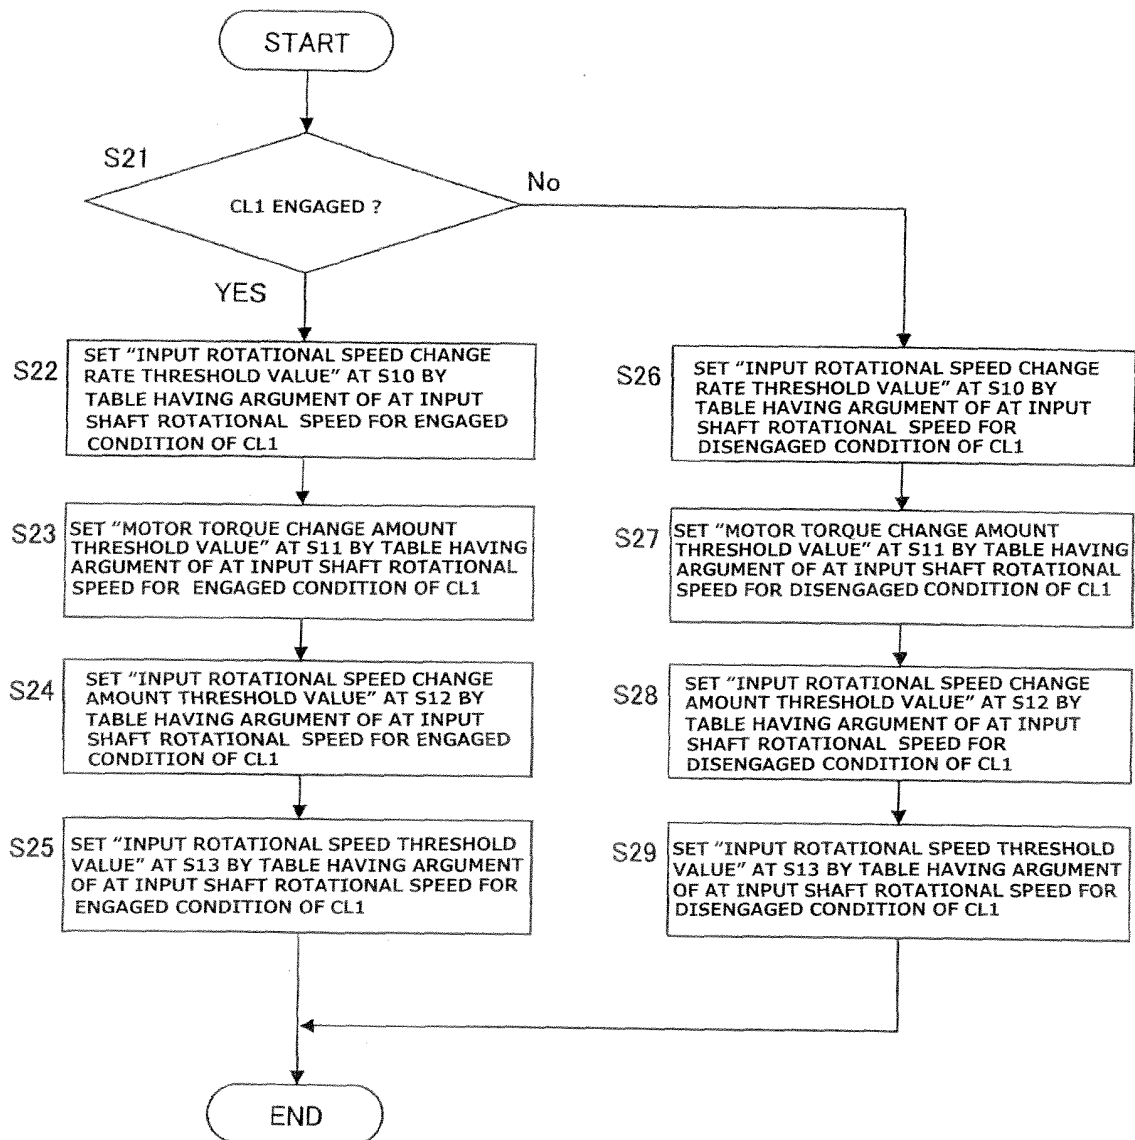 START
S21
CL1 ENGAGED ?
No
YES
S22
SET "INPUT ROTATIONAL SPEED CHANGE
RATE THRESHOLD VALUE" AT S10 BY
TABLE HAVING ARGUMENT OF AT INPUT
SHAFT ROTATIONAL SPEED FOR ENGAGED
CONDITION OF CL1
S23
SET "MOTOR TORQUE CHANGE AMOUNT
THRESHOLD VALUE" AT S11 BY TABLE HAVING
ARGUMENT OF AT INPUT SHAFT ROTATIONAL
SPEED FOR ENGAGED CONDITION OF CL1
S24
SET "INPUT ROTATIONAL SPEED CHANGE
AMOUNT THRESHOLD VALUE" AT S12 BY
TABLE HAVING ARGUMENT OF AT INPUT
SHAFT ROTATIONAL SPEED FOR ENGAGED
CONDITION OF CL1
S25
SET "INPUT ROTATIONAL SPEED THRESHOLD
VALUE" AT S13 BY TABLE HAVING ARGUMENT
OF AT INPUT SHAFT ROTATIONAL SPEED FOR
ENGAGED CONDITION OF CL1
S26
SET "INPUT ROTATIONAL SPEED CHANGE
RATE THRESHOLD VALUE" AT S10 BY
TABLE HAVING ARGUMENT OF AT INPUT
SHAFT ROTATIONAL SPEED FOR
DISENGAGED CONDITION OF CL1
S27
SET "MOTOR TORQUE CHANGE AMOUNT
THRESHOLD VALUE" AT S11 BY TABLE HAVING
ARGUMENT OF AT INPUT SHAFT ROTATIONAL
SPEED FOR DISENGAGED CONDITION OF CL1
S28
SET "INPUT ROTATIONAL SPEED CHANGE
AMOUNT THRESHOLD VALUE" AT S12 BY
TABLE HAVING ARGUMENT OF AT INPUT
SHAFT ROTATIONAL SPEED FOR
DISENGAGED CONDITION OF CL1
S29
SET "INPUT ROTATIONAL SPEED THRESHOLD
VALUE" AT S13 BY TABLE HAVING ARGUMENT
OF AT INPUT SHAFT ROTATIONAL SPEED FOR
DISENGAGED CONDITION OF CL1
END